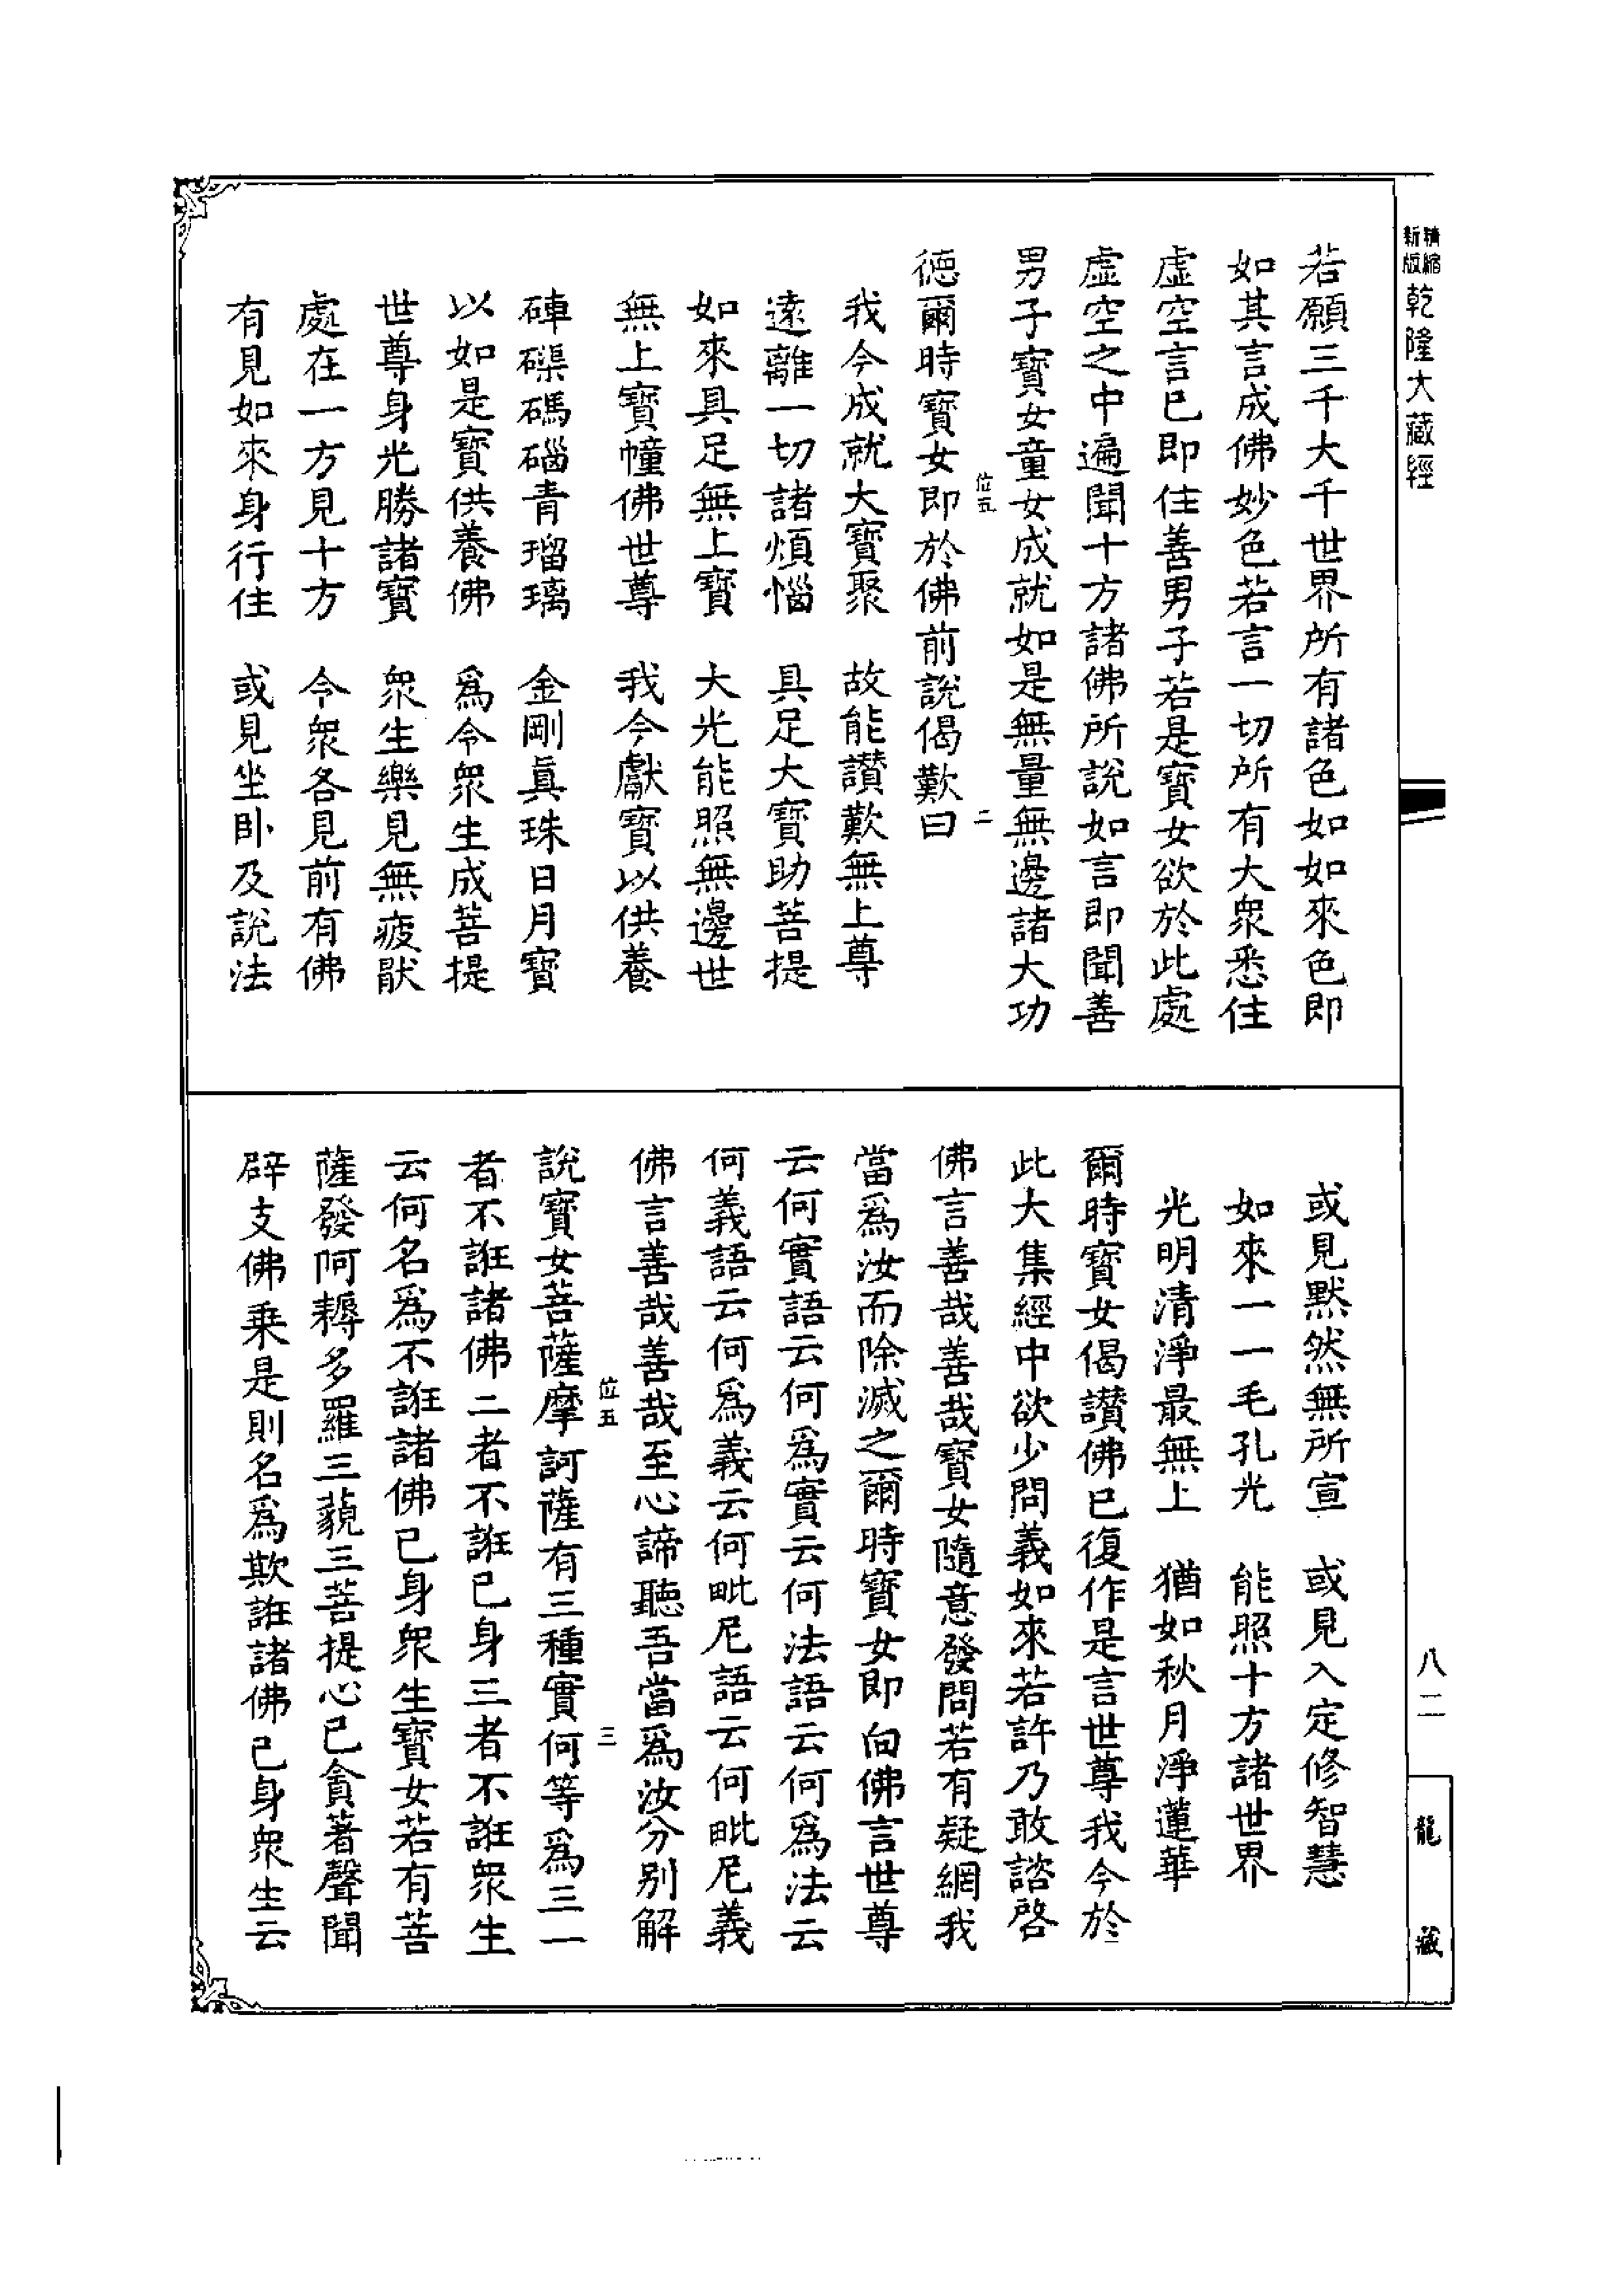 精縮新版乾隆大藏經
若願三千大千世界所有諸色如如來色即
如其言成佛妙色若言一切所有大衆悉住
虛空言已即住善男子若是寶女欲於此處
虛空之中遍聞十方諸佛所說如言即聞善
男子寶女童女成就如是無量無邊諸大功
位五 二
德爾時寶女即於佛前說偈歎曰
我今成就大寶聚 故能讚歎無上尊
遠離一切諸煩惱 具足大寶助菩提
如來具足無上寶 大光能照無邊世
無上寶幢佛世尊 我今獻寶以供養
硨磲碼碯青瑠璃 金剛眞珠日月寶
以如是寶供養佛 爲令衆生成菩提
世尊身光勝諸寶 衆生樂見無疲猒
處在一方見十方 令衆各見前有佛
有見如來身行住 或見坐卧及說法
或見默然無所宣 或見入定修智慧
如來一一毛孔光 能照十方諸世界
光明清淨最無上 猶如秋月淨蓮華
爾時寶女偈讚佛已復作是言世尊我今於
此大集經中欲少問義如來若許乃敢諮啓
佛言善哉善哉寶女隨意發問若有疑網我
當爲汝而除滅之爾時寶女即白佛言世尊
云何實語云何爲實云何法語云何爲法云
何義語云何爲義云何毗尼語云何毗尼義
佛言善哉善哉至心諦聽吾當爲汝分别解
位五 三
說寶女菩薩摩訶薩有三種實何等爲三一
者不誑諸佛二者不誑已身三者不誑衆生
云何名爲不誑諸佛已身衆生寶女若有菩
薩發阿耨多羅三藐三菩提心已貪著聲聞
辟支佛乗是則名爲欺誑諸佛已身衆生云
八二
龍藏